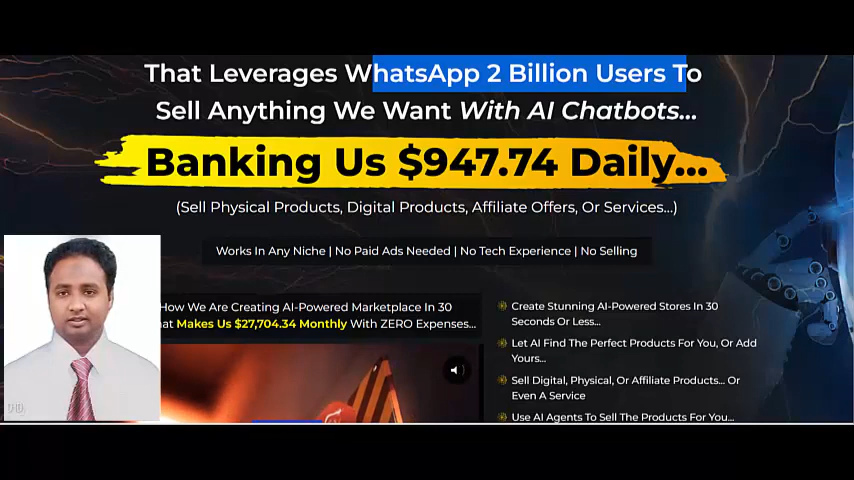 That Leverages WhatsApp 2 Billion Users To
Sell Anything We Want With AI Chatbots...
Banking Us $947.74 Daily...
(Sell Physical Products, Digital Products, Affiliate Offers, Or Services...)
Works In Any Niche | No Paid Ads Needed | No Tech Experience | No Selling
How We Are Creating AI-Powered Marketplace In 30
Makes Us $27,704.34 Monthly With ZERO Expenses...
Create Stunning AI-Powered Stores In 30
Seconds Or Less...
Let AI Find The Perfect Products For You, Or Add
Yours...
Sell Digital, Physical, Or Affiliate Products... Or
Even A Service
Use AI Agents To Sell The Products For You...